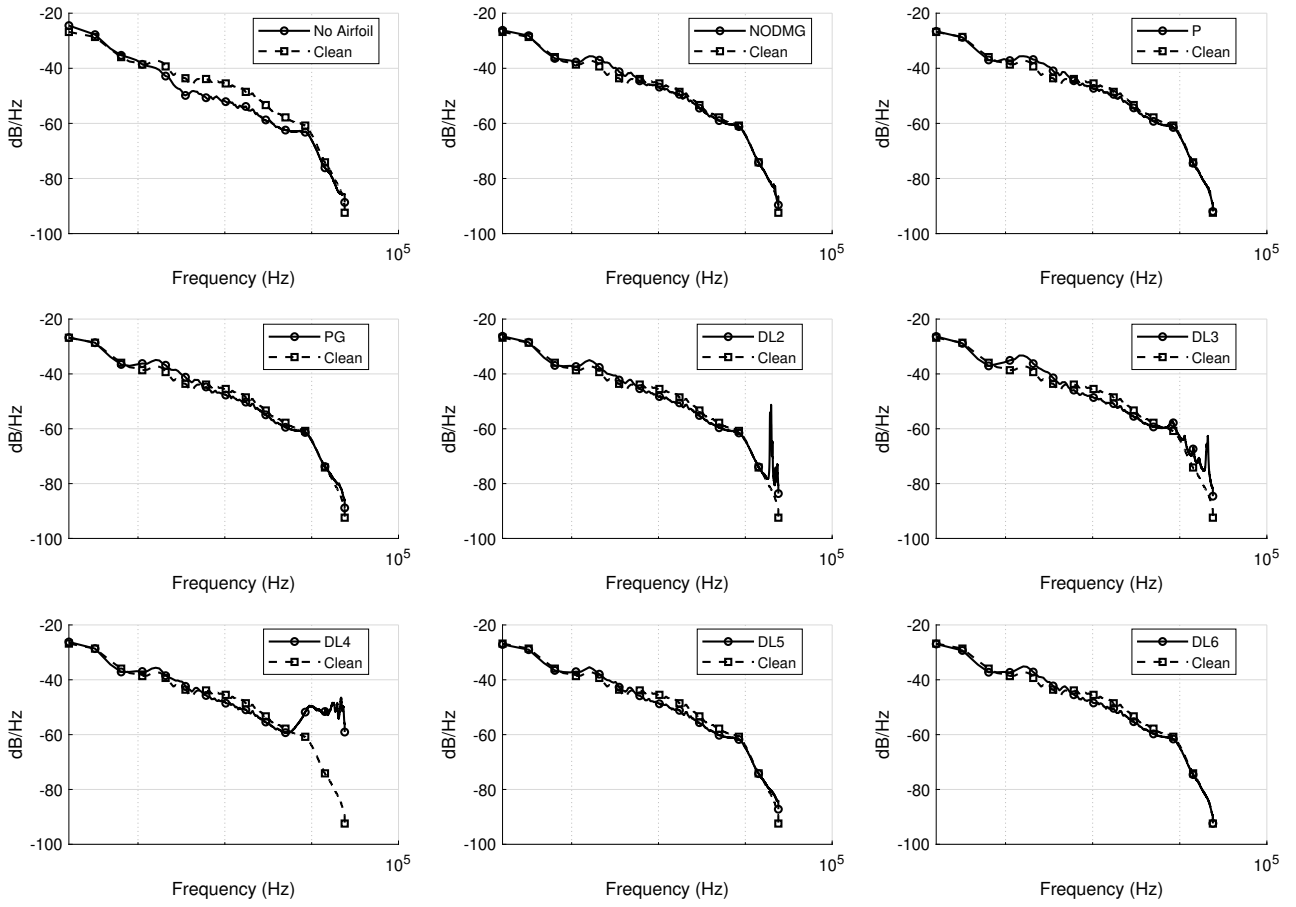 -20
-40
-60
-80
-100
dB/Hz
No Airfoil
Clean
10^5
Frequency (Hz)
-20
-40
-60
-80
-100
dB/Hz
NODMG
Clean
10^5
Frequency (Hz)
-20
-40
-60
-80
-100
dB/Hz
P
Clean
10^5
Frequency (Hz)
-20
-40
-60
-80
-100
dB/Hz
PG
Clean
10^5
Frequency (Hz)
-20
-40
-60
-80
-100
dB/Hz
DL2
Clean
10^5
Frequency (Hz)
-20
-40
-60
-80
-100
dB/Hz
DL3
Clean
10^5
Frequency (Hz)
-20
-40
-60
-80
-100
dB/Hz
DL4
Clean
10^5
Frequency (Hz)
-20
-40
-60
-80
-100
dB/Hz
DL5
Clean
10^5
Frequency (Hz)
-20
-40
-60
-80
-100
dB/Hz
DL6
Clean
10^5
Frequency (Hz)